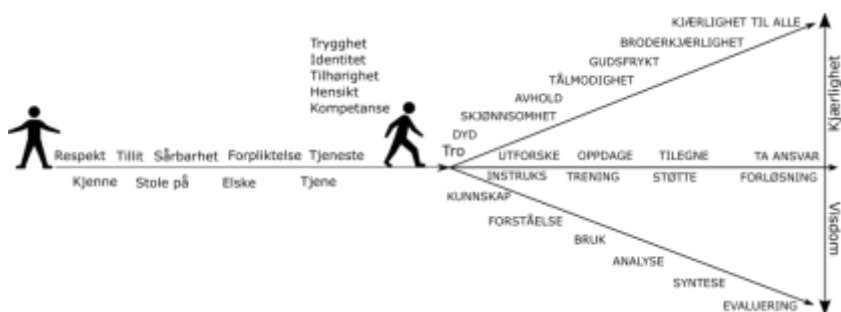 Trygghet
Identitet
Tilhørighet
Hensikt
Kompetanse
Respekt Tillit Sårbarhet Forpliktelse Tjeneste
Kjenne Stole på Elske Tjene
Tro
DYD
SKJØNNSOMHET
AVHOLD
TÅLMODIGHET
GUDSFRYKT
BRODERKJÆRLIGHET
KJÆRLIGHET TIL ALLE
UTFORSKE OPPDAGE TILEGNE TA ANSVAR
INSTRUKS TRENING STØTTE FORLØSNING
KUNNSKAP
FORSTÅELSE
BRUK
ANALYSE
SYNTESE
EVALUERING
Kjærlighet
Visdom